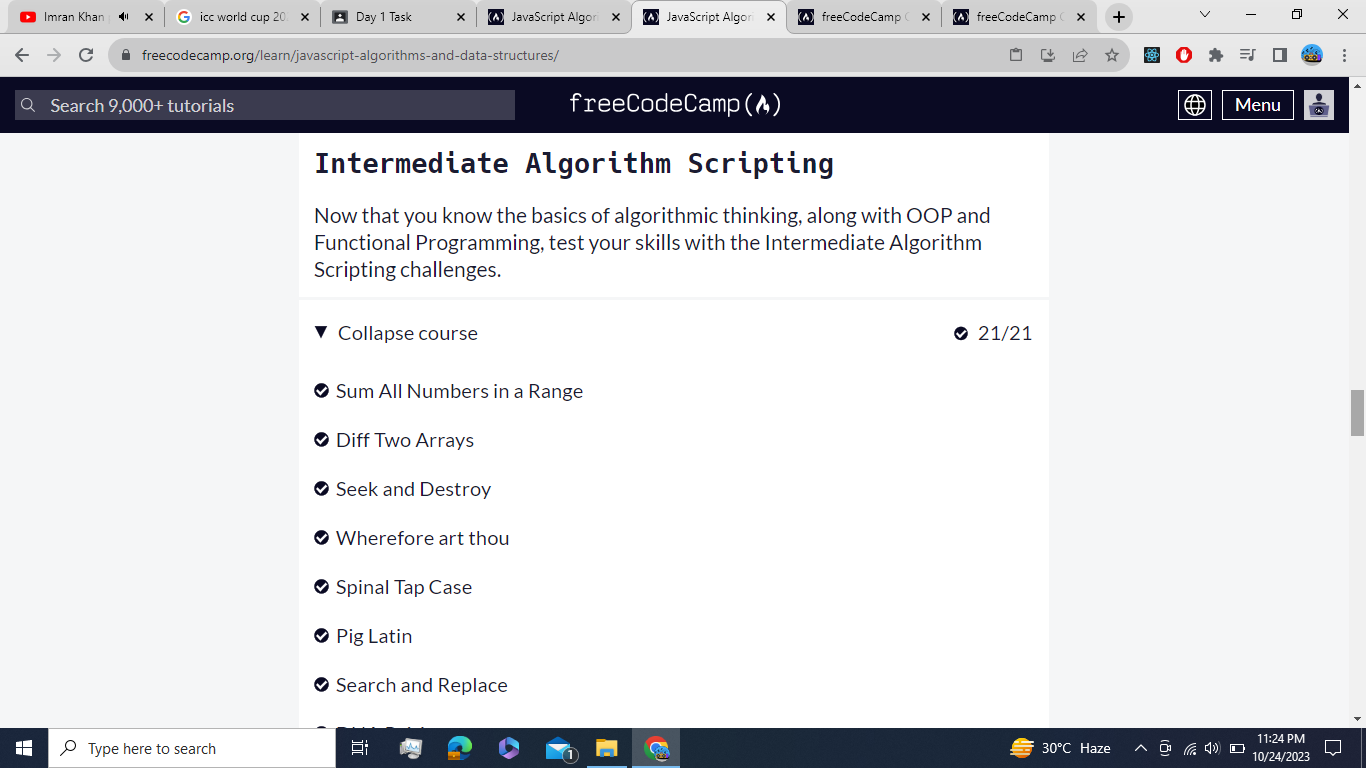 Imran Khan
icc world cup 20
Day 1 Task
JavaScript Algori
JavaScript Algori
freeCodeCamp
freeCodeCamp
freecodecamp.org/learn/javascript-algorithms-and-data-structures/
Search 9,000+ tutorials
freeCodeCamp
Menu
Intermediate Algorithm Scripting
Now that you know the basics of algorithmic thinking, along with OOP and
Functional Programming, test your skills with the Intermediate Algorithm
Scripting challenges.
Collapse course
21/21
Sum All Numbers in a Range
Diff Two Arrays
Seek and Destroy
Wherefore art thou
Spinal Tap Case
Pig Latin
Search and Replace
Type here to search
1
30°C Haze
11:24 PM
10/24/2023